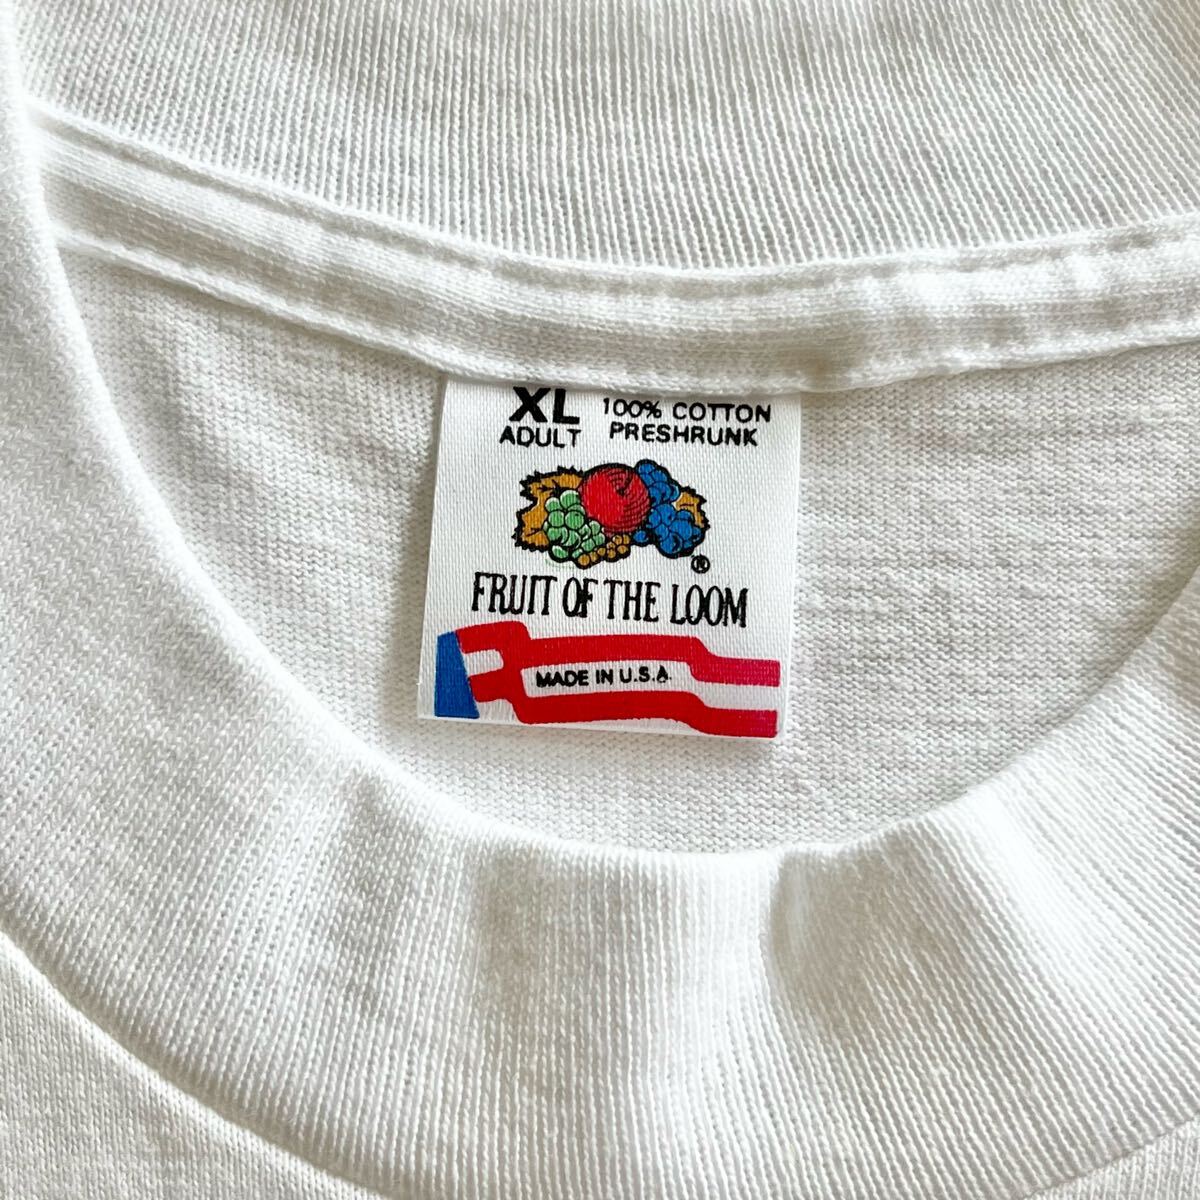 XL 100% COTTON
ADULT PRESHRUNK
®
FRUIT OF THE LOOM
MADE IN U.S.A.